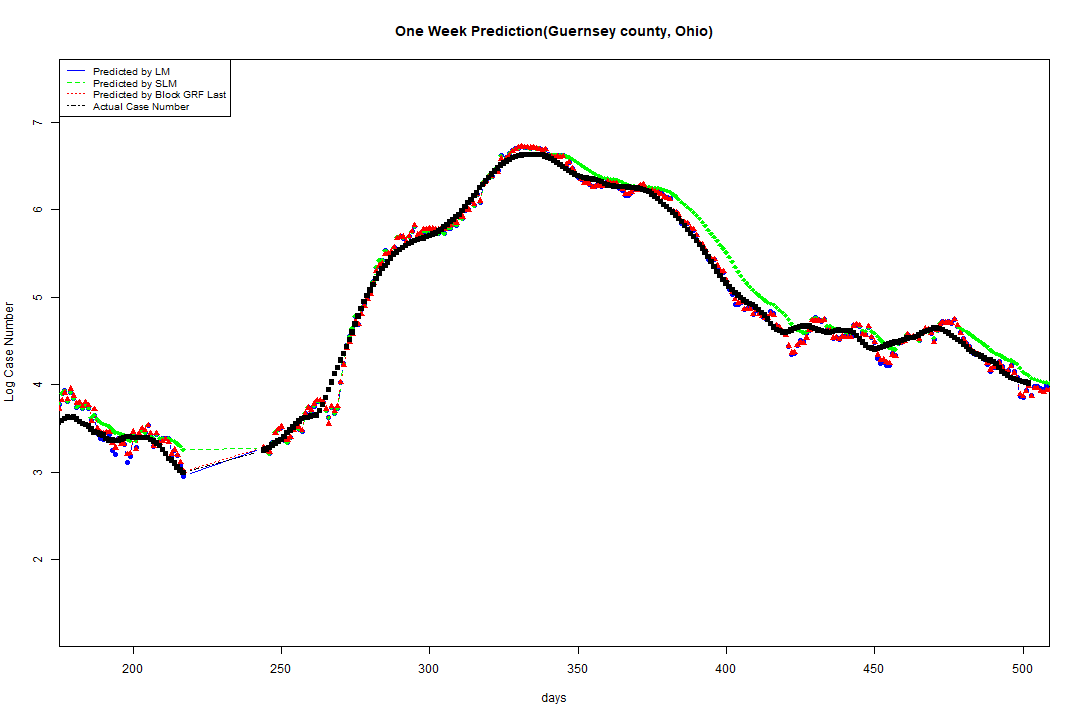 One Week Prediction(Guernsey county, Ohio)
Predicted by LM
Predicted by SLM
Predicted by Block GRF Last
Actual Case Number
7
6
5
4
3
2
Log Case Number
200 250 300 350 400 450 500
days